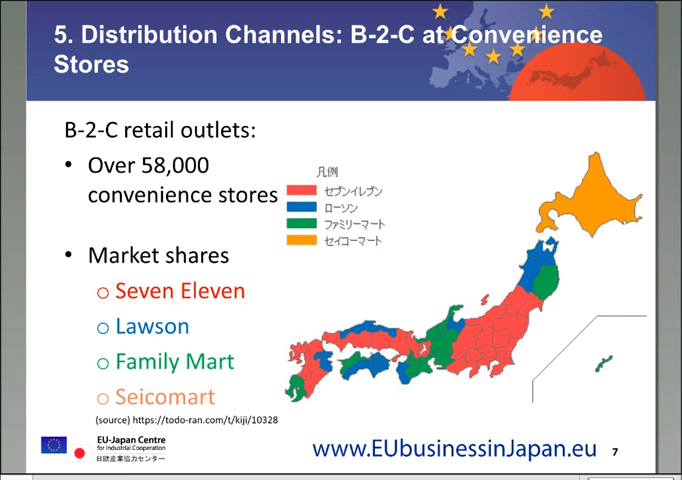 5. Distribution Channels: B-2-C at Convenience
Stores
B-2-C retail outlets:
• Over 58,000
convenience stores
凡例
セブンイレブン
ローソン
ファミリーマート
セイコーマート
• Market shares
o Seven Eleven
o Lawson
o Family Mart
o Seicomart
(source) https://todo-ran.com/t/kiji/10328
EU-Japan Centre
for Industrial Cooperation
日欧産業協力センター
www.EUbusinessinJapan.eu
7